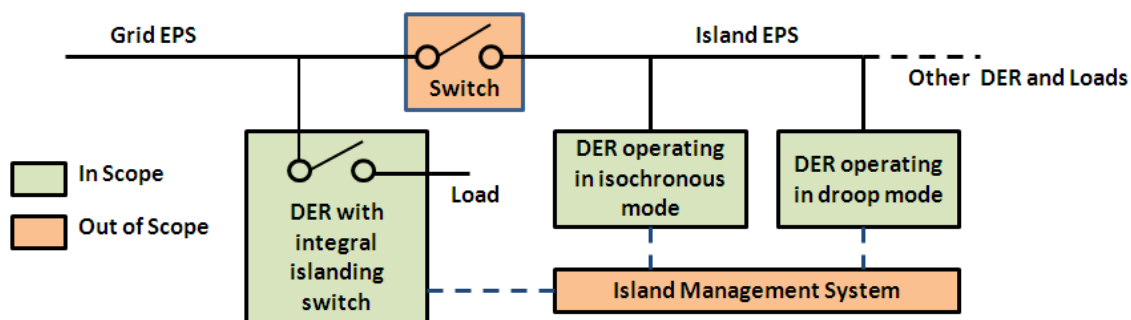 Grid EPS
Island EPS
Switch
Other DER and Loads
In Scope
Out of Scope
Load
DER with
integral
islanding
switch
DER operating
in isochronous
mode
DER operating
in droop mode
Island Management System